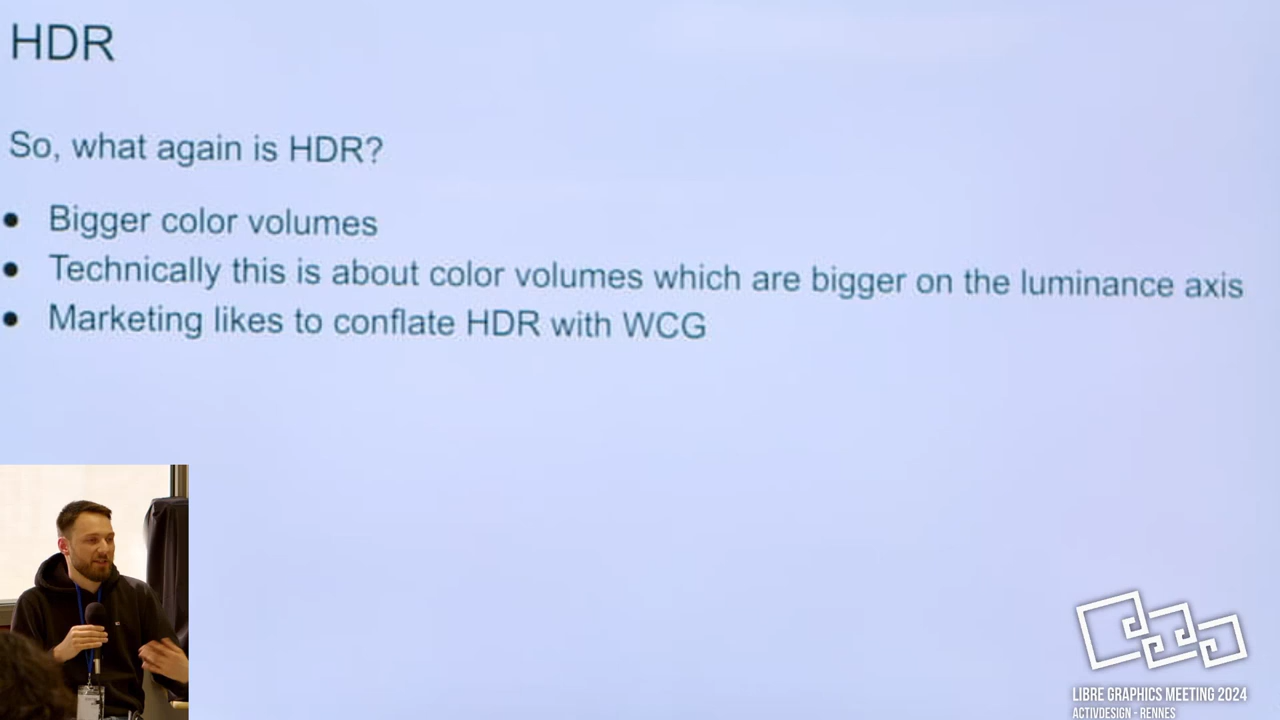 HDR
So, what again is HDR?
● Bigger color volumes
● Technically this is about color volumes which are bigger on the luminance axis
● Marketing likes to conflate HDR with WCG
LIBRE GRAPHICS MEETING 2024
ACTIVDESIGN - RENNES